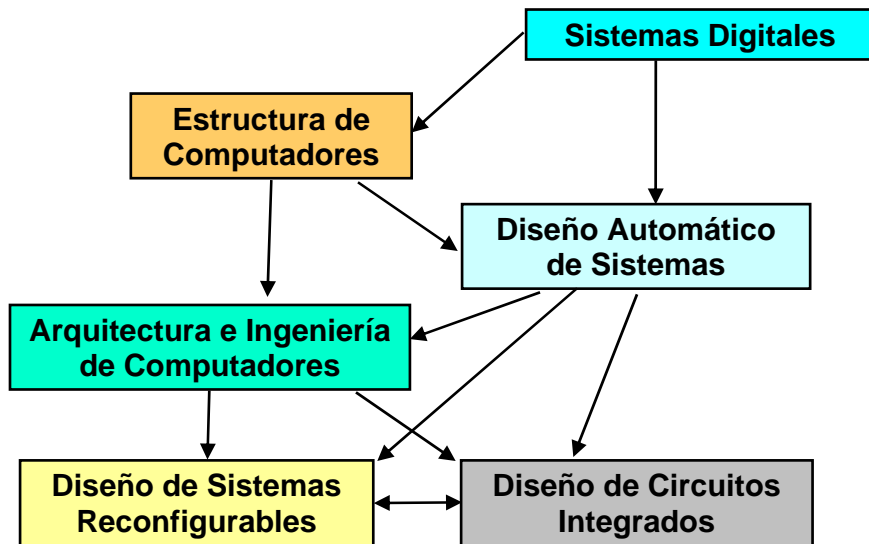 Sistemas Digitales
Estructura de
Computadores
Diseño Automático
de Sistemas
Arquitectura e Ingeniería
de Computadores
Diseño de Sistemas
Reconfigurables
Diseño de Circuitos
Integrados